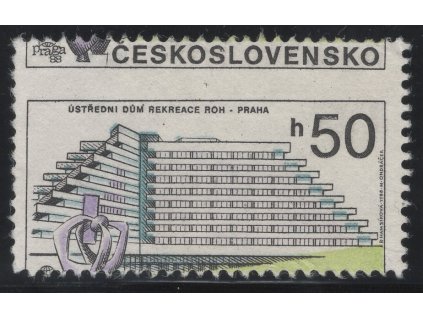 Praga
88
ČESKOSLOVENSKO
ÚSTŘEDNÍ DŮM REKREACE ROH - PRAHA
h50